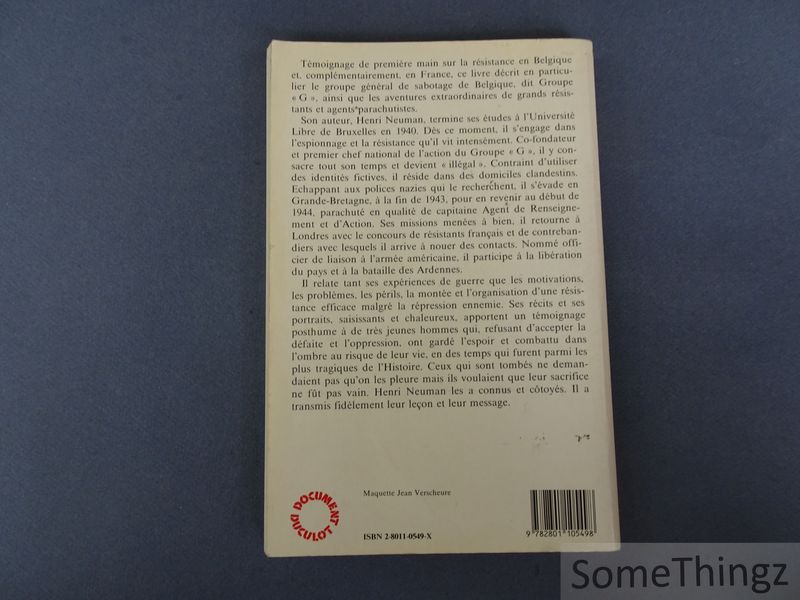 Témoignage de première main sur la résistance en Belgique
et, complémentairement, en France, ce livre décrit en particu-
lier le groupe général de sabotage de Belgique, dit Groupe
« G », ainsi que les aventures extraordinaires de grands résis-
tants et agents parachutistes.
Son auteur, Henri Neuman, termine ses études à l'Université
Libre de Bruxelles en 1940. Dès ce moment, il s'engage dans
l'espionnage et la résistance qu'il vit intensément. Co-fondateur
et premier chef national de l'action du Groupe « G », il y con-
sacre tout son temps et devient « illégal ». Contraint d'utiliser
des identités fictives, il réside dans des domiciles clandestins.
Echappant aux polices nazies qui le recherchent, il s'évade en
Grande-Bretagne, à la fin de 1943, pour en revenir au début de
1944, parachuté en qualité de capitaine Agent de Renseigne-
ment et d'Action. Ses missions menées à bien, il retourne à
Londres avec le concours de résistants français et de contreban-
diers avec lesquels il arrive à nouer des contacts. Nommé offi-
cier de liaison à l'armée américaine, il participe à la libération
du pays et à la bataille des Ardennes.
Il relate tant ses expériences de guerre que les motivations,
les problèmes, les périls, la montée et l'organisation d'une résis-
tance efficace malgré la répression ennemie. Ses récits et ses
portraits, saisissants et chaleureux, apportent un témoignage
posthume à de très jeunes hommes qui, refusant d'accepter la
défaite et l'oppression, ont gardé l'espoir et combattu dans
l'ombre au risque de leur vie, en des temps qui furent parmi les
plus tragiques de l'Histoire. Ceux qui sont tombés ne deman-
daient pas qu'on les pleure mais ils voulaient que leur sacrifice
ne fût pas vain. Henri Neuman les a connus et côtoyés. Il a
transmis fidèlement leur leçon et leur message.
Maquette Jean Verscheure
DOCUMENT
DUCULOT
ISBN 2-8011-0549-X
9 782801 105498
SomeThingz